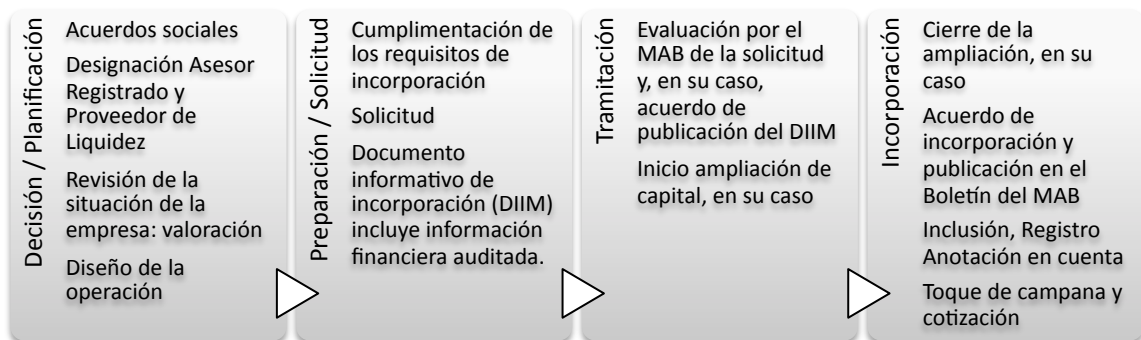 Decisión / Planificación
Acuerdos sociales
Designación Asesor
Registrado y
Proveedor de
Liquidez
Revisión de la
situación de la
empresa: valoración
Diseño de la
operación
Preparación / Solicitud
Cumplimentación de
los requisitos de
incorporación
Solicitud
Documento
informativo de
incorporación (DIIM)
incluye información
financiera auditada.
Tramitación
Evaluación por el
MAB de la solicitud
y, en su caso,
acuerdo de
publicación del DIIM
Inicio ampliación de
capital, en su caso
Incorporación
Cierre de la
ampliación, en su
caso
Acuerdo de
incorporación y
publicación en el
Boletín del MAB
Inclusión, Registro
Anotación en cuenta
Toque de campana y
cotización